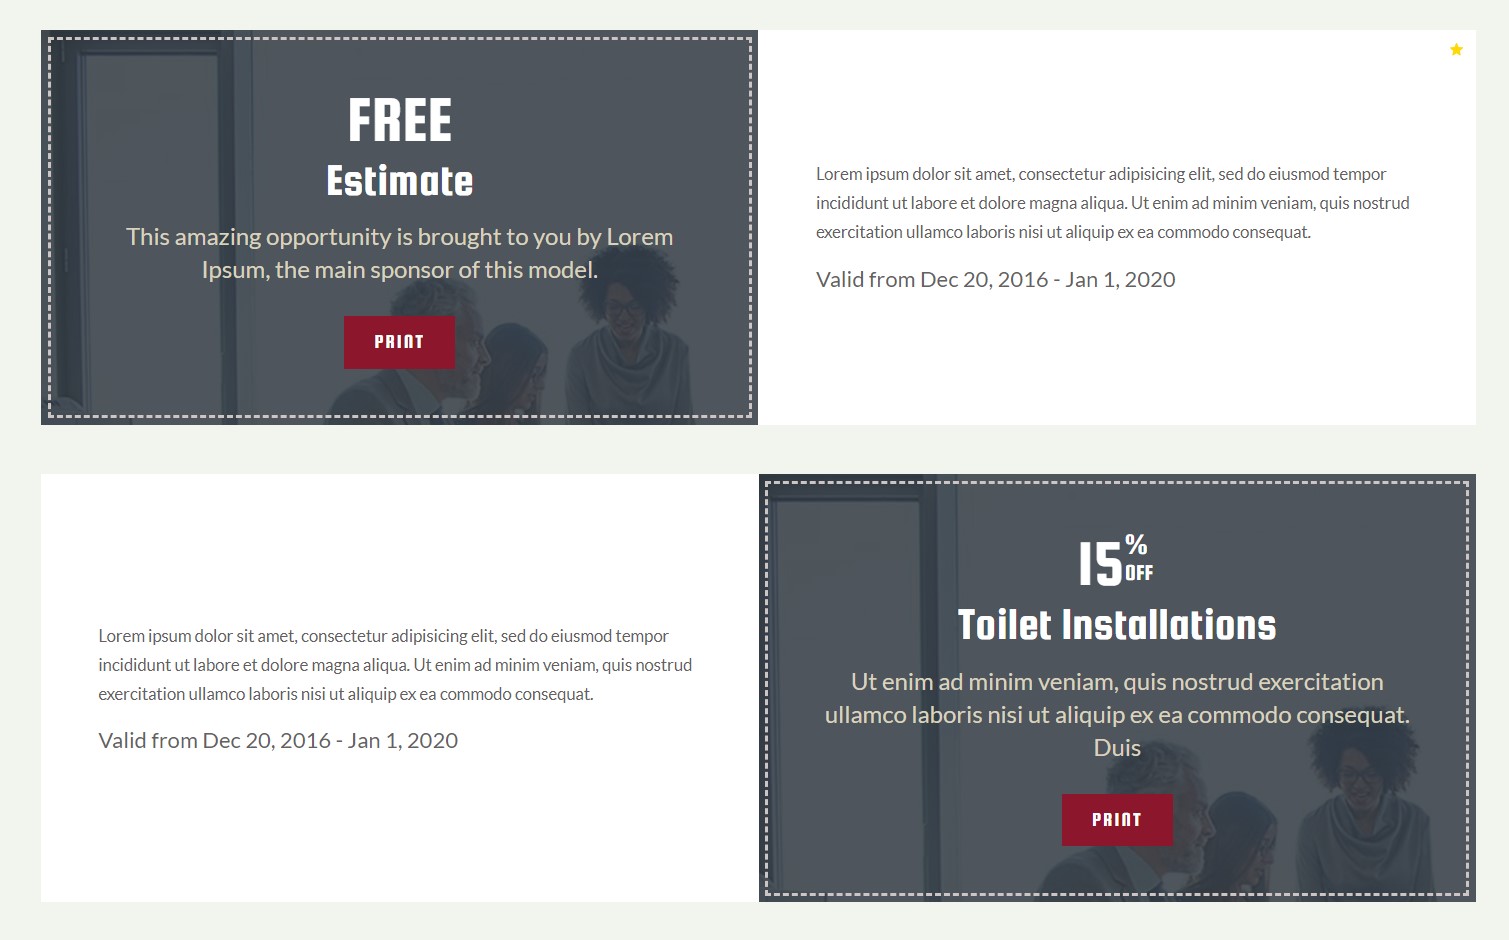 FREE
Estimate
This amazing opportunity is brought to you by Lorem
Ipsum, the main sponsor of this model.
PRINT
Lorem ipsum dolor sit amet, consectetur adipisicing elit, sed do eiusmod tempor
incididunt ut labore et dolore magna aliqua. Ut enim ad minim veniam, quis nostrud
exercitation ullamco laboris nisi ut aliquip ex ea commodo consequat.
Valid from Dec 20, 2016 - Jan 1, 2020
Lorem ipsum dolor sit amet, consectetur adipisicing elit, sed do eiusmod tempor
incididunt ut labore et dolore magna aliqua. Ut enim ad minim veniam, quis nostrud
exercitation ullamco laboris nisi ut aliquip ex ea commodo consequat.
Valid from Dec 20, 2016 - Jan 1, 2020
15% OFF
Toilet Installations
Ut enim ad minim veniam, quis nostrud exercitation
ullamco laboris nisi ut aliquip ex ea commodo consequat.
Duis
PRINT